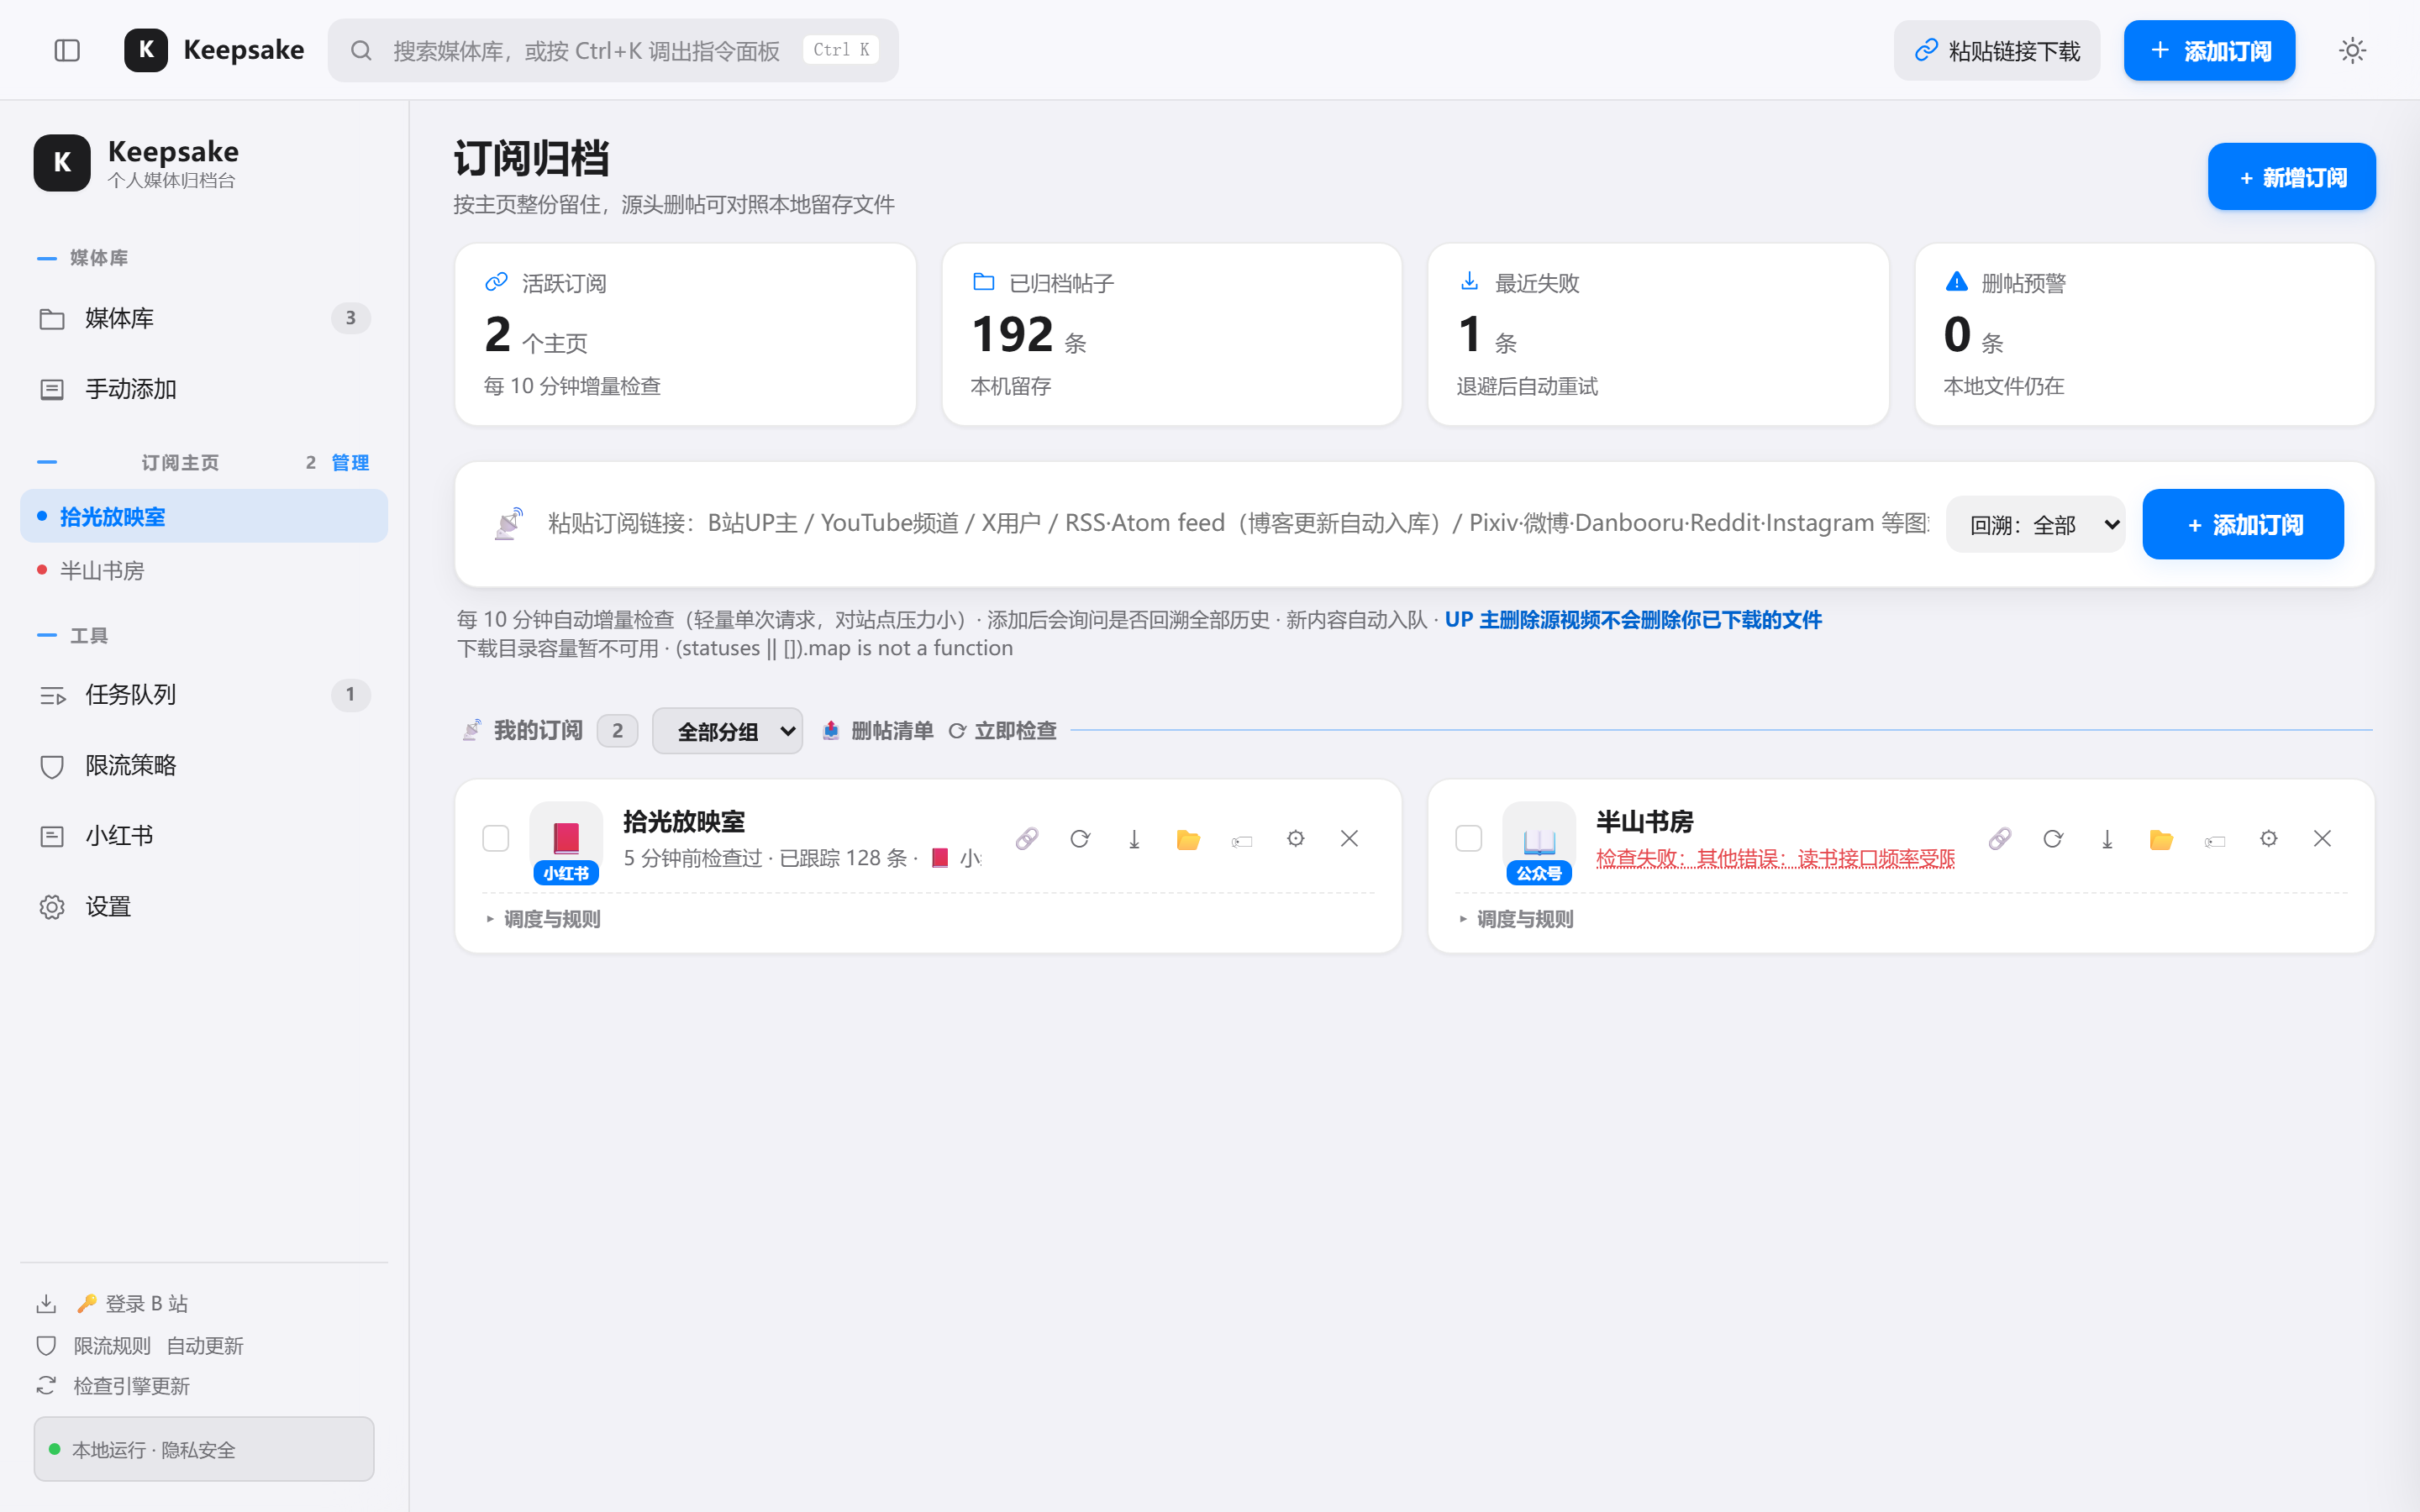 K Keepsake 搜索媒体库，或按 Ctrl+K 调出指令面板 Ctrl K 粘贴链接下载 + 添加订阅
K Keepsake
个人媒体归档台
媒体库
媒体库 3
手动添加
订阅主页 2 管理
拾光放映室
半山书房
工具
任务队列 1
限流策略
小红书
设置
登录 B 站
限流规则 自动更新
检查引擎更新
本地运行 · 隐私安全
订阅归档
按主页整份留住，源头删帖可对照本地留存文件
+ 新增订阅
活跃订阅
2 个主页
每 10 分钟增量检查
已归档帖子
192 条
本机留存
最近失败
1 条
退避后自动重试
删帖预警
0 条
本地文件仍在
粘贴订阅链接：B站UP主 / YouTube频道 / X用户 / RSS·Atom feed（博客更新自动入库）/ Pixiv·微博·Danbooru·Reddit·Instagram 等图 回溯：全部 + 添加订阅
每 10 分钟自动增量检查（轻量单次请求，对站点压力小）· 添加后会询问是否回溯全部历史 · 新内容自动入队 · UP 主删除源视频不会删除你已下载的文件
下载目录容量暂不可用 · (statuses || []).map is not a function
我的订阅 2 全部分组 删帖清单 立即检查
拾光放映室
5 分钟前检查过 · 已跟踪 128 条 · 小
小红书
调度与规则
半山书房
检查失败：其他错误：读书接口频率受限
公众号
调度与规则